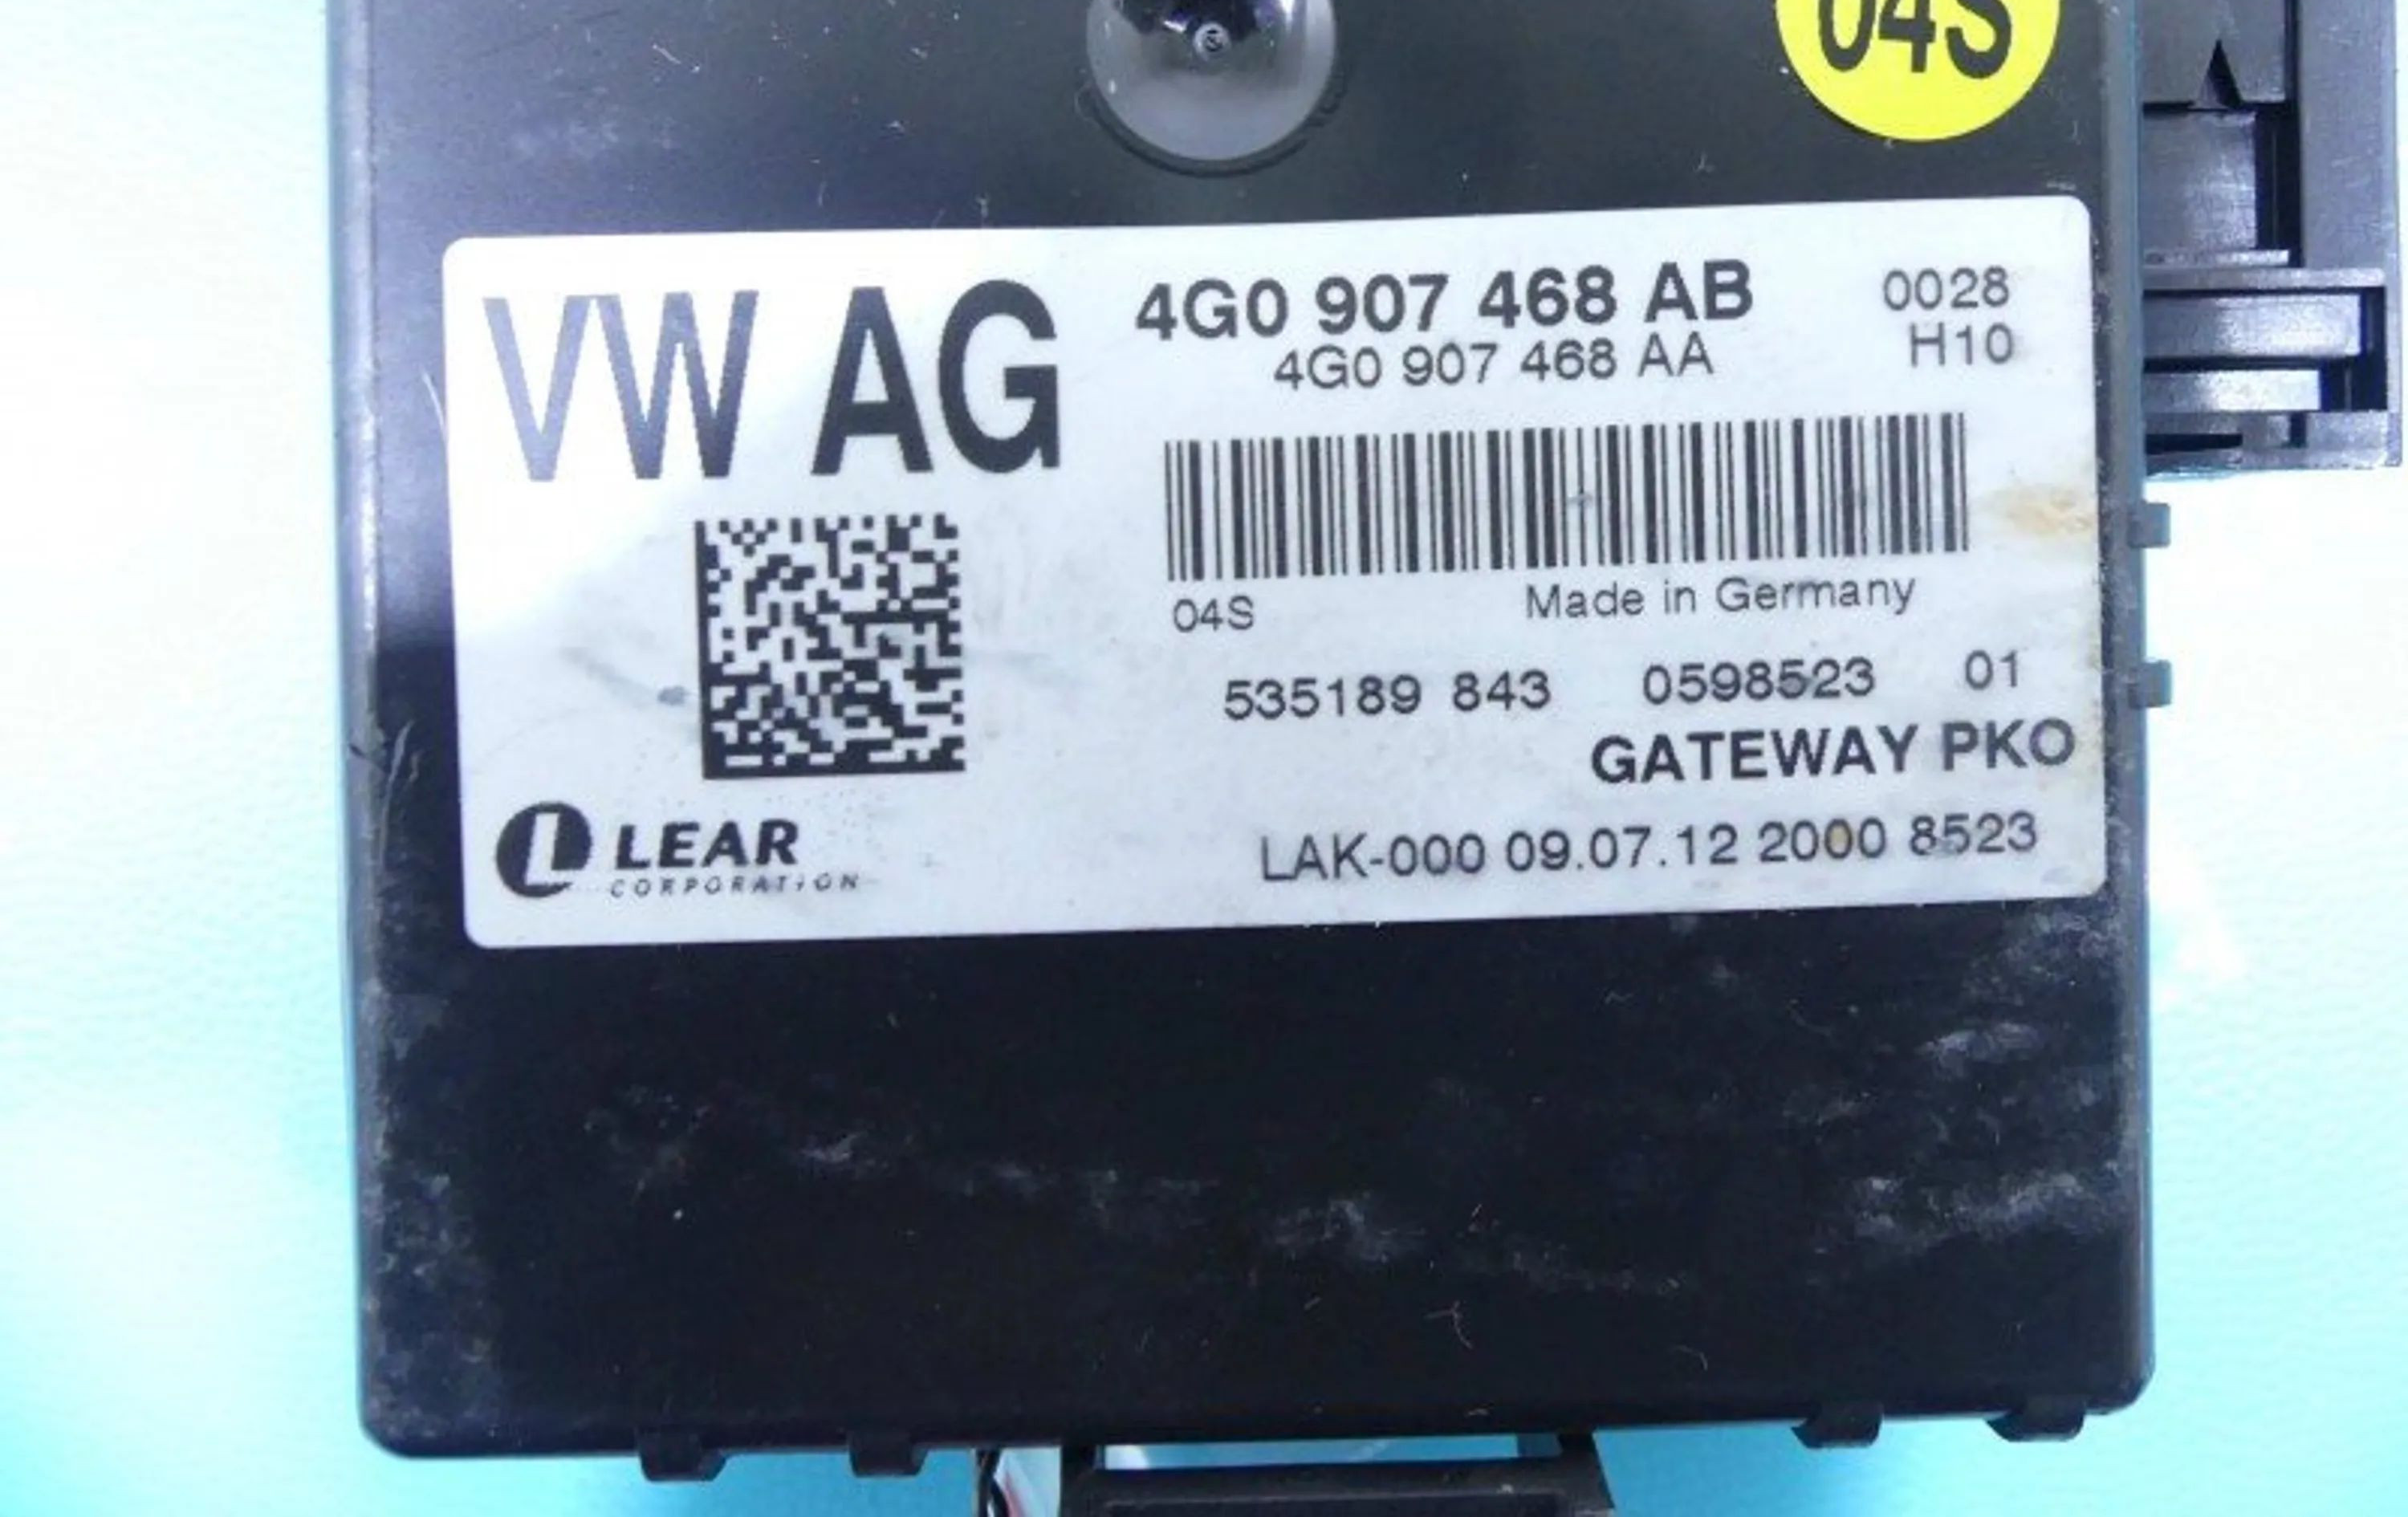 04S
VW AG
4G0 907 468 AB 0028
4G0 907 468 AA H10
04S Made in Germany
535189 843 0598523 01
GATEWAY PKO
LEAR
CORPORATION
LAK-000 09.07.12 2000 8523